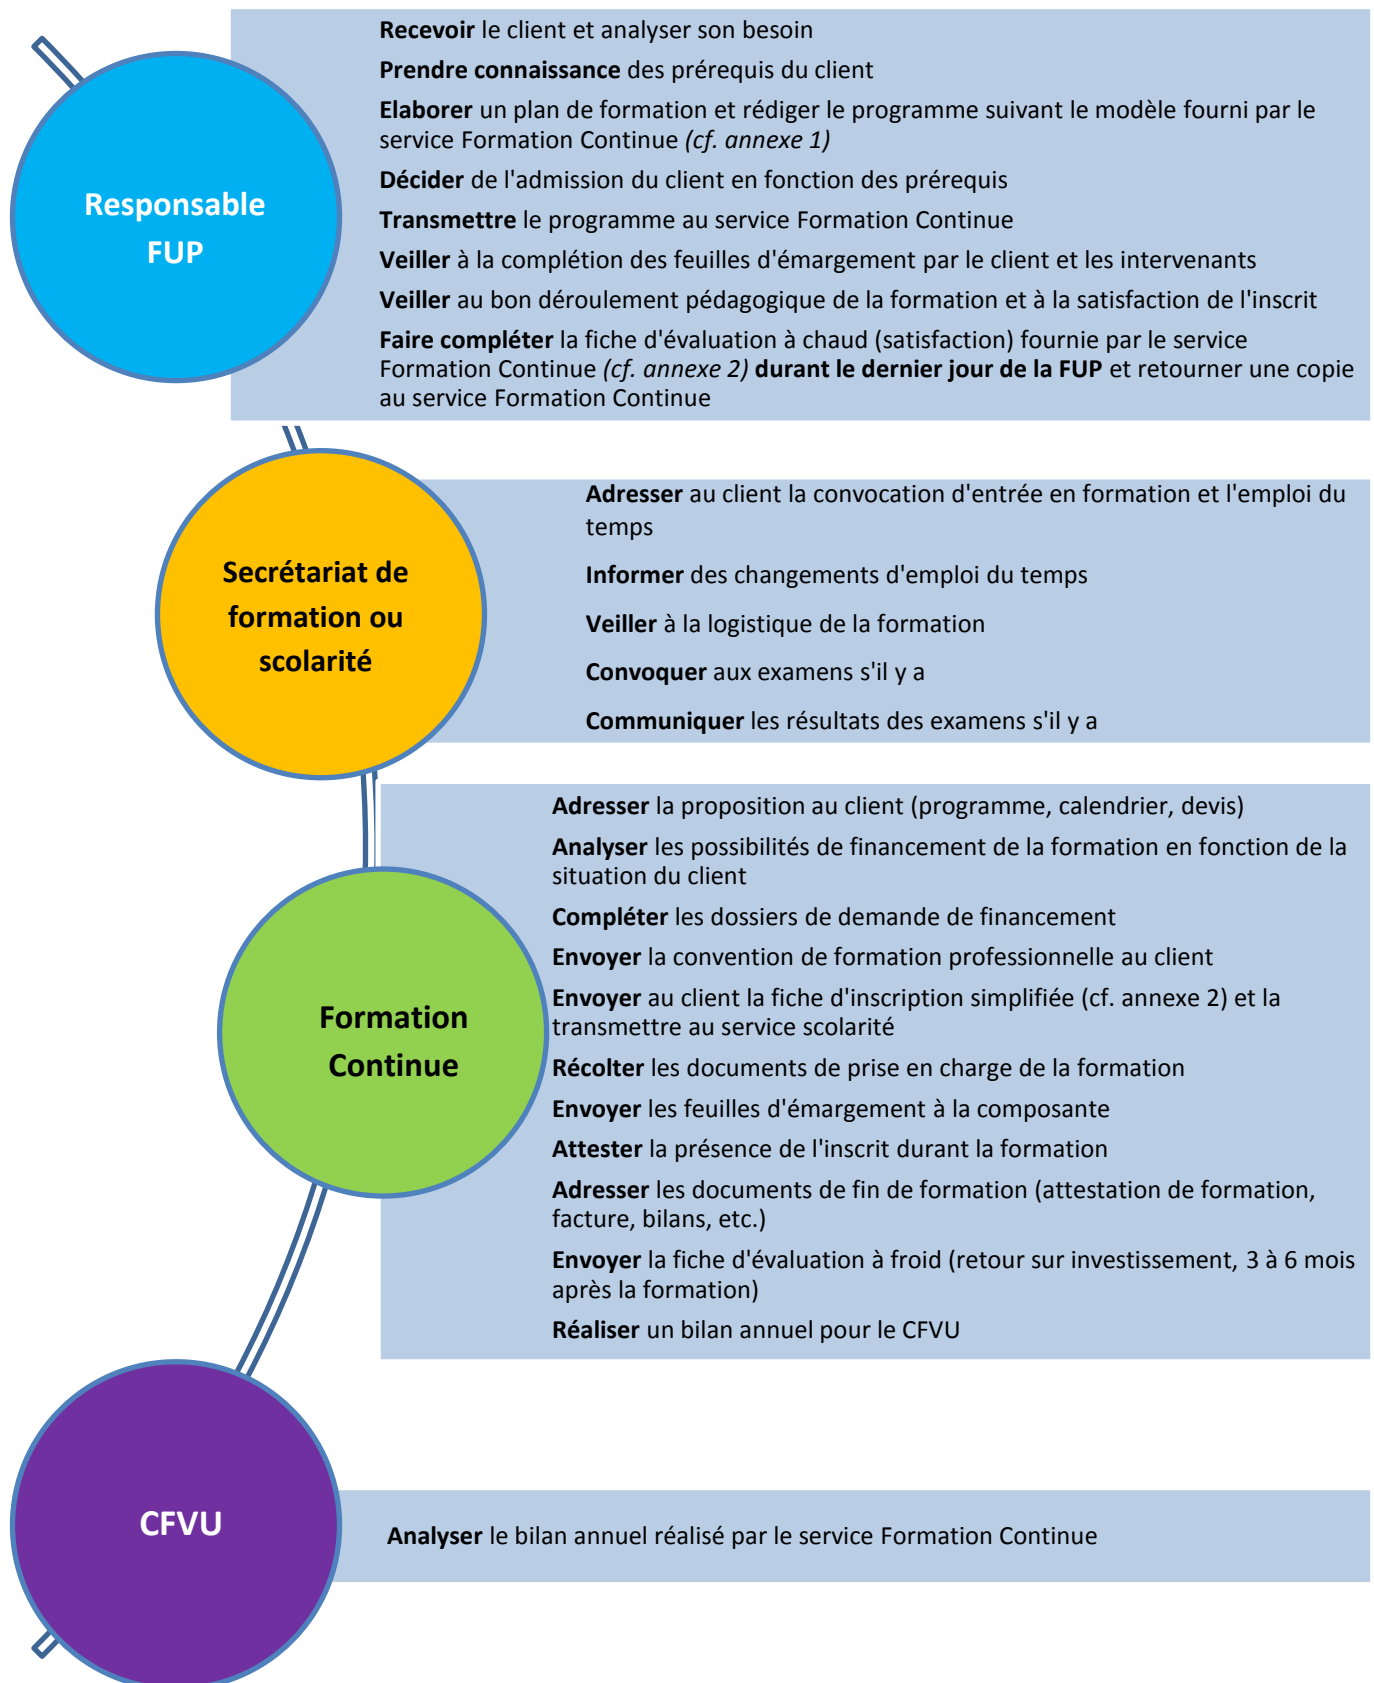 Responsable
FUP
Recevoir le client et analyser son besoin
Prendre connaissance des prérequis du client
Elaborer un plan de formation et rédiger le programme suivant le modèle fourni par le
service Formation Continue (cf. annexe 1)
Décider de l'admission du client en fonction des prérequis
Transmettre le programme au service Formation Continue
Veiller à la complétion des feuilles d'émargement par le client et les intervenants
Veiller au bon déroulement pédagogique de la formation et à la satisfaction de l'inscrit
Faire compléter la fiche d'évaluation à chaud (satisfaction) fournie par le service
Formation Continue (cf. annexe 2) durant le dernier jour de la FUP et retourner une copie
au service Formation Continue
Secrétariat de
formation ou
scolarité
Adresser au client la convocation d'entrée en formation et l'emploi du
temps
Informer des changements d'emploi du temps
Veiller à la logistique de la formation
Convoquer aux examens s'il y a
Communiquer les résultats des examens s'il y a
Formation
Continue
Adresser la proposition au client (programme, calendrier, devis)
Analyser les possibilités de financement de la formation en fonction de la
situation du client
Compléter les dossiers de demande de financement
Envoyer la convention de formation professionnelle au client
Envoyer au client la fiche d'inscription simplifiée (cf. annexe 2) et la
transmettre au service scolarité
Récolter les documents de prise en charge de la formation
Envoyer les feuilles d'émargement à la composante
Attester la présence de l'inscrit durant la formation
Adresser les documents de fin de formation (attestation de formation,
facture, bilans, etc.)
Envoyer la fiche d'évaluation à froid (retour sur investissement, 3 à 6 mois
après la formation)
Réaliser un bilan annuel pour le CFVU
CFVU
Analyser le bilan annuel réalisé par le service Formation Continue